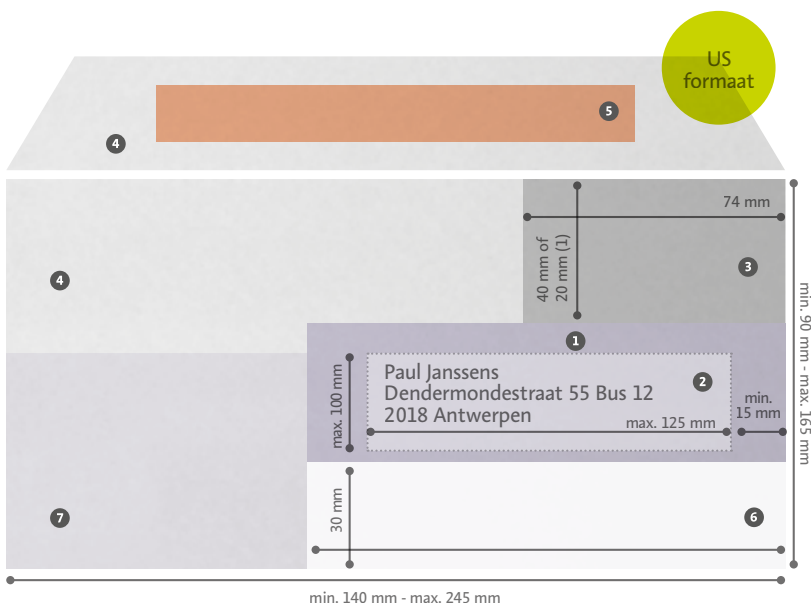 US
formaat
5
4
74 mm
40 mm of
20 mm (1)
4
3
min. 90 mm - max. 165 mm
1
max. 100 mm
Paul Janssens
Dendermondestraat 55 Bus 12
2018 Antwerpen
2
max. 125 mm
min.
15 mm
30 mm
7
6
min. 140 mm - max. 245 mm